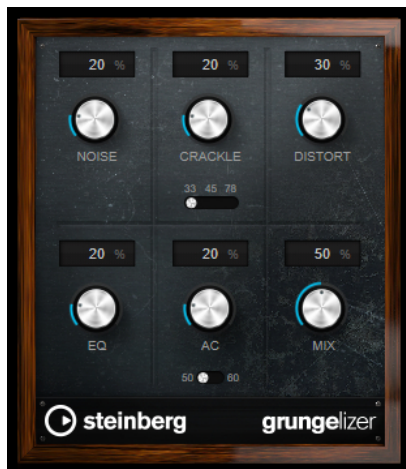 20 % 20 % 30 %
NOISE CRACKLE DISTORT
33 45 78
20 % 20 % 50 %
EQ AC MIX
50 60
steinberg grungelizer